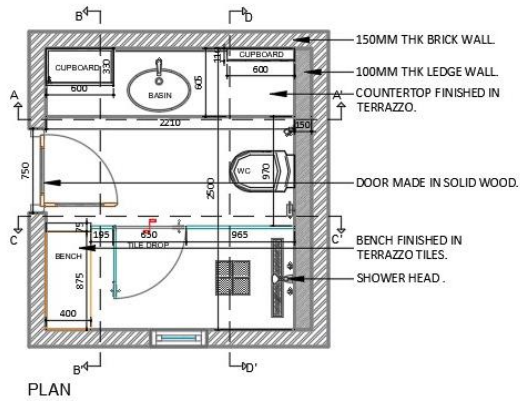 B D
150MM THK BRICK WALL.
CUPBOARD 330 110 CUPBOARD
600 BASIN 605 600
100MM THK LEDGE WALL.
COUNTERTOP FINISHED IN
TERRAZZO.
A A'
2210 150
750 2500 WC 970
DOOR MADE IN SOLID WOOD.
C C
75 195 650 965
TILE DROP
BENCH
BENCH FINISHED IN
TERRAZZO TILES.
875
SHOWER HEAD .
400
B' D'
PLAN